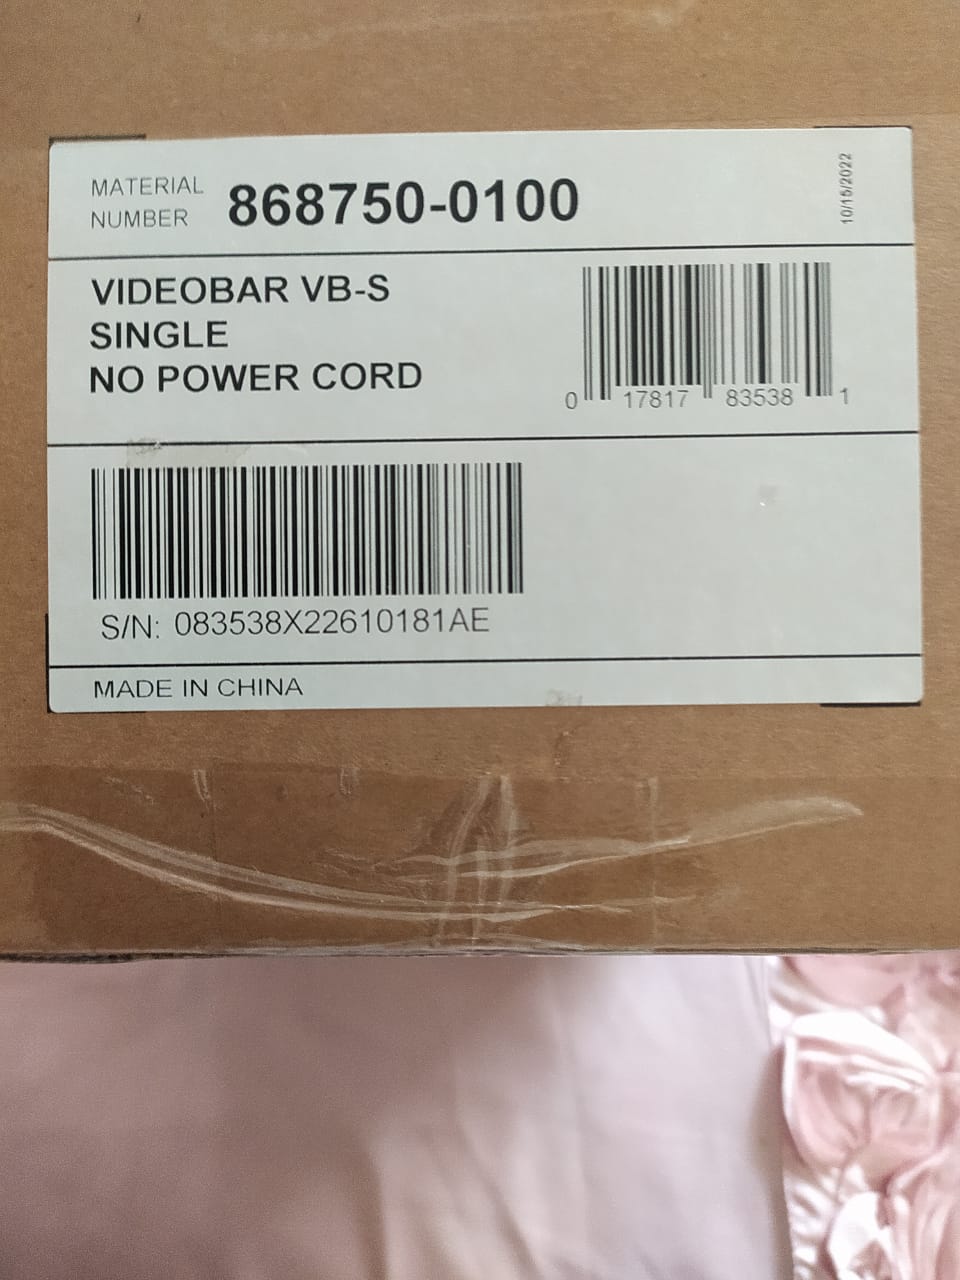 MATERIAL
NUMBER
868750-0100
10/15/2022
VIDEOBAR VB-S
SINGLE
NO POWER CORD
0 17817 83538 1
S/N: 083538X22610181AE
MADE IN CHINA